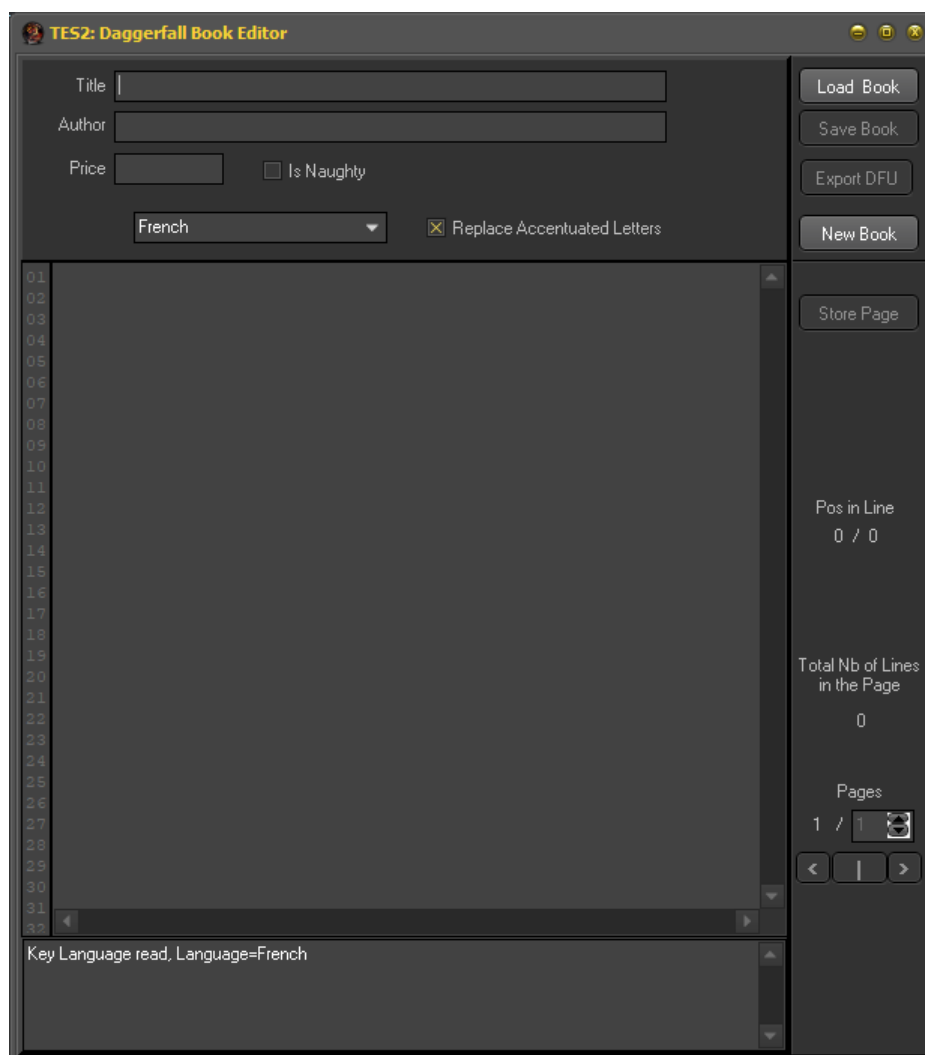 TES2: Daggerfall Book Editor
Title
Load Book
Author
Save Book
Price
Is Naughty
Export DFU
French
Replace Accentuated Letters
New Book
01
02
03
04
05
06
07
08
09
10
11
12
13
14
15
16
17
18
19
20
21
22
23
24
25
26
27
28
29
30
31
32
Store Page
Pos in Line
0 / 0
Total Nb of Lines
in the Page
0
Pages
1 / 1
< | >
Key Language read, Language=French